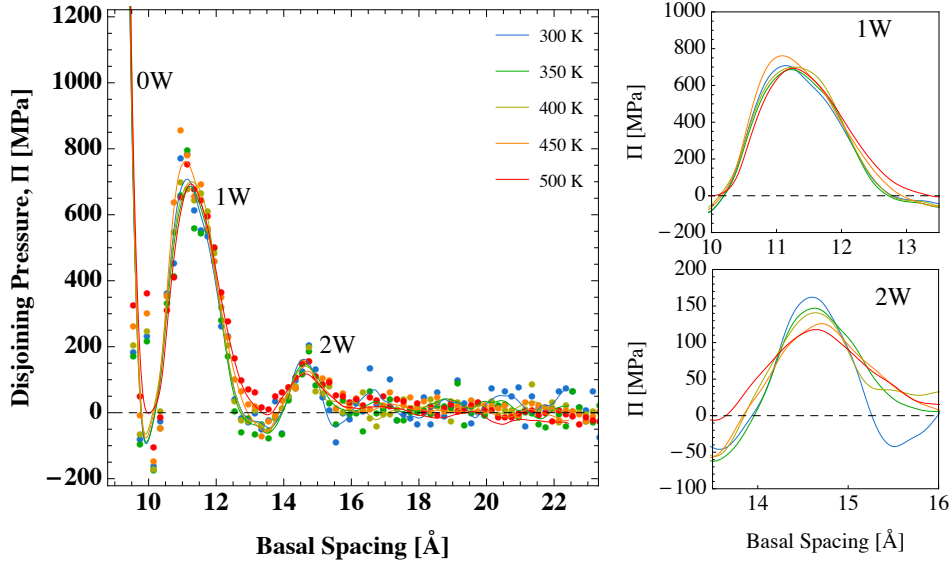 1200
1000
800
600
400
200
0
−200
Disjoining Pressure, Π [MPa]
0W
1W
2W
300 K
350 K
400 K
450 K
500 K
10 12 14 16 18 20 22
Basal Spacing [Å]
1000
800
600
400
200
0
−200
Π [MPa]
1W
10 11 12 13
200
150
100
50
0
−50
−100
Π [MPa]
2W
14 15 16
Basal Spacing [Å]